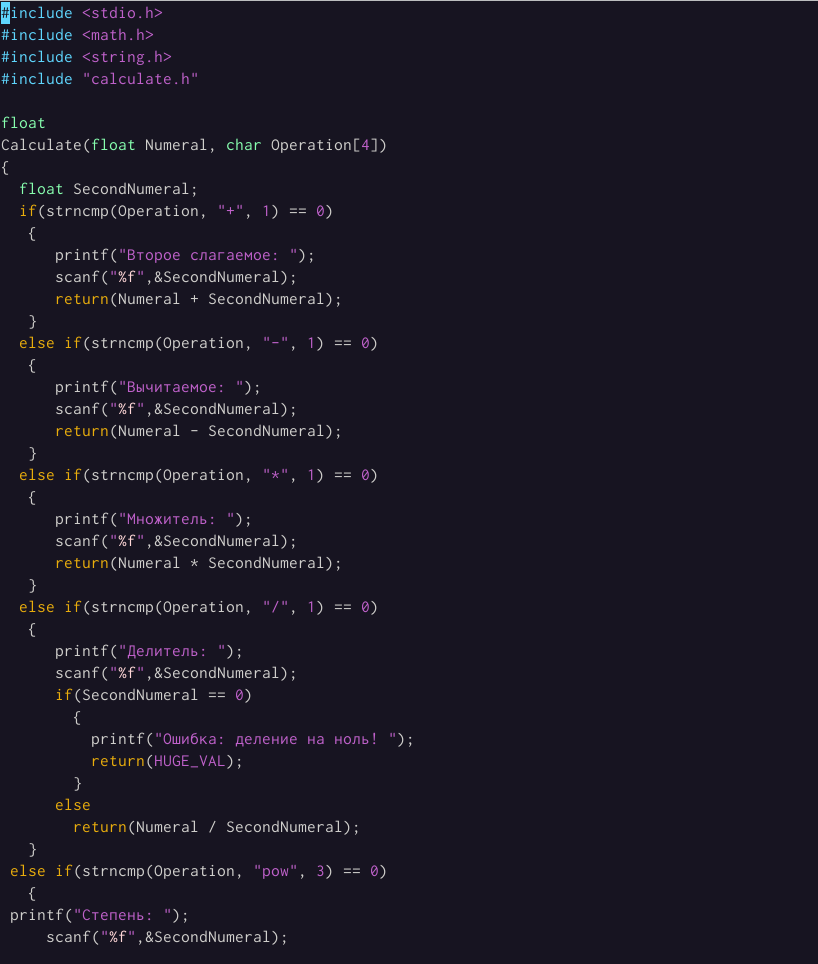 #include <stdio.h>
#include <math.h>
#include <string.h>
#include "calculate.h"

float
Calculate(float Numeral, char Operation[4])
{
  float SecondNumeral;
  if(strncmp(Operation, "+", 1) == 0)
   {
      printf("Второе слагаемое: ");
      scanf("%f",&SecondNumeral);
      return(Numeral + SecondNumeral);
   }
  else if(strncmp(Operation, "-", 1) == 0)
   {
      printf("Вычитаемое: ");
      scanf("%f",&SecondNumeral);
      return(Numeral - SecondNumeral);
   }
  else if(strncmp(Operation, "*", 1) == 0)
   {
      printf("Множитель: ");
      scanf("%f",&SecondNumeral);
      return(Numeral * SecondNumeral);
   }
  else if(strncmp(Operation, "/", 1) == 0)
   {
      printf("Делитель: ");
      scanf("%f",&SecondNumeral);
      if(SecondNumeral == 0)
        {
          printf("Ошибка: деление на ноль! ");
          return(HUGE_VAL);
        }
      else
        return(Numeral / SecondNumeral);
   }
 else if(strncmp(Operation, "pow", 3) == 0)
   {
 printf("Степень: ");
     scanf("%f",&SecondNumeral);